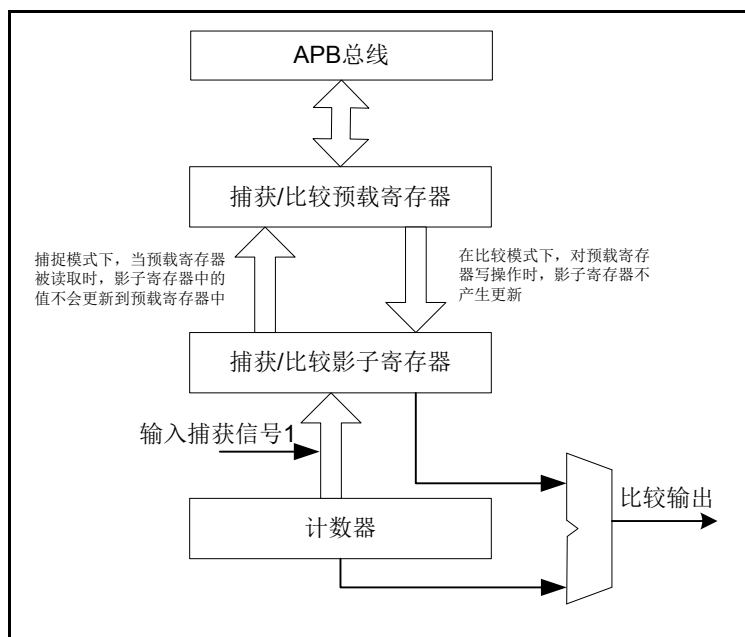 APB总线
捕获/比较预载寄存器
捕捉模式下，当预载寄存器
被读取时，影子寄存器中的
值不会更新到预载寄存器中
在比较模式下，对预载寄存
器写操作时，影子寄存器不
产生更新
捕获/比较影子寄存器
输入捕获信号1
计数器
比较输出